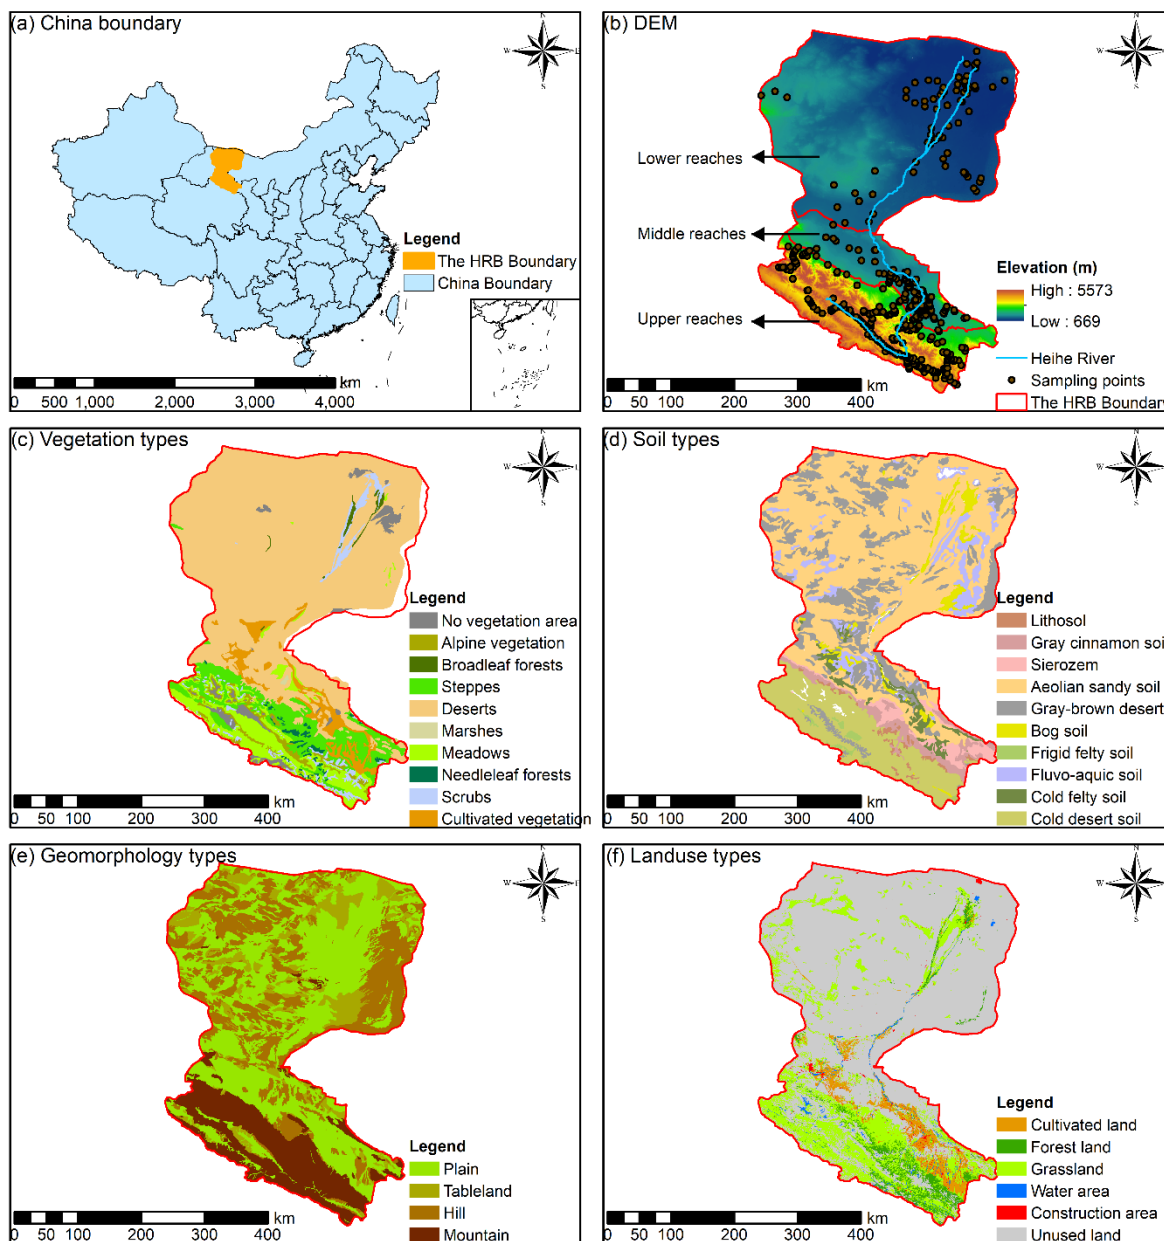 (a) China boundary
N
W
E
S
Legend
The HRB Boundary
China Boundary
km
0 500 1,000 2,000 3,000 4,000
(b) DEM
N
W
S
Lower reaches
Middle reaches
Upper reaches
Elevation (m)
High : 5573
Low : 669
Heihe River
Sampling points
The HRB Boundary
km
0 50 100 200 300 400
(c) Vegetation types
N
W
E
S
Legend
No vegetation area
Alpine vegetation
Broadleaf forests
Steppes
Deserts
Marshes
Meadows
Needleleaf forests
Scrubs
Cultivated vegetation
km
0 50 100 200 300 400
(d) Soil types
N
W
S
Legend
Lithosol
Gray cinnamon soil
Sierozem
Aeolian sandy soil
Gray-brown desert
Bog soil
Frigid felty soil
Fluvo-aquic soil
Cold felty soil
Cold desert soil
km
0 50 100 200 300 400
(e) Geomorphology types
N
W
E
S
Legend
Plain
Tableland
Hill
Mountain
km
0 50 100 200 300 400
(f) Landuse types
N
W
S
Legend
Cultivated land
Forest land
Grassland
Water area
Construction area
Unused land
km
0 50 100 200 300 400